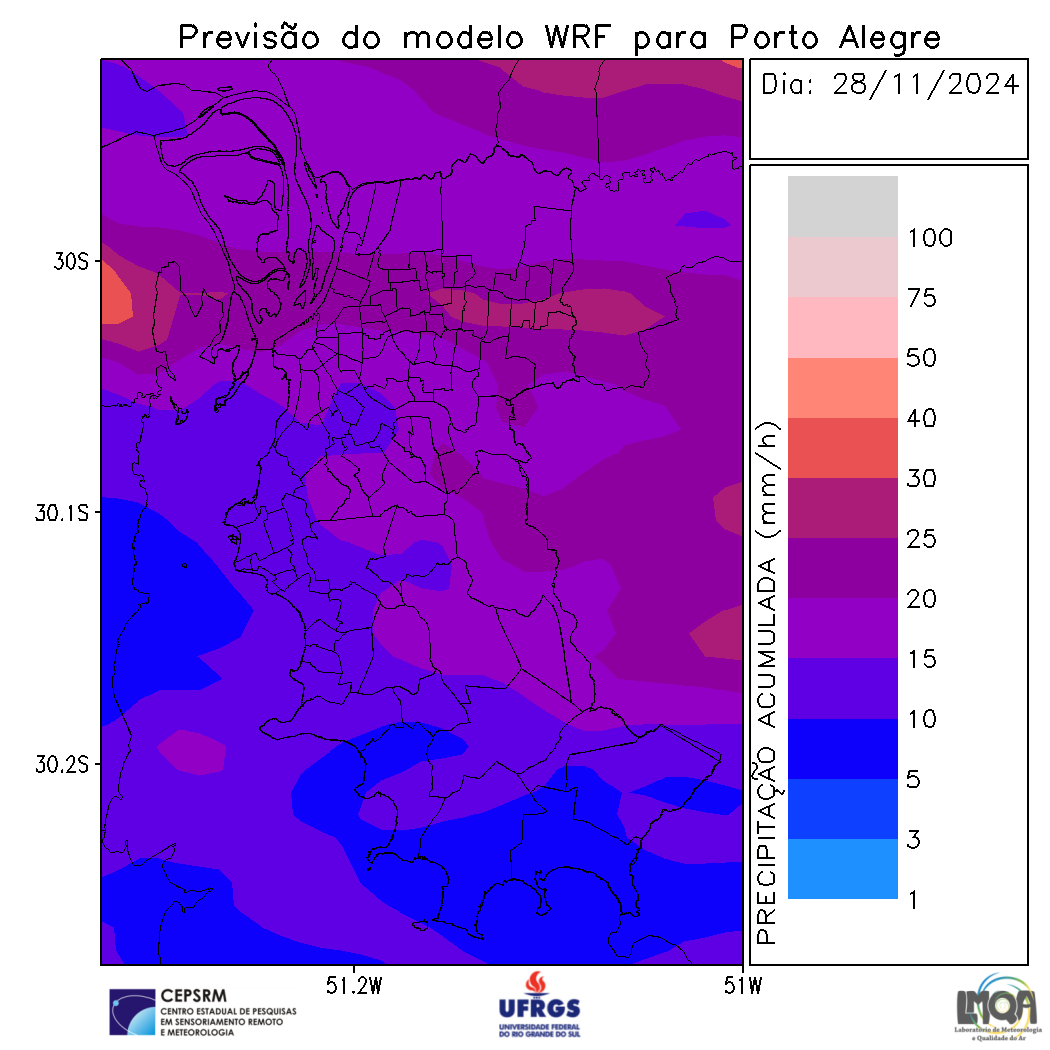 Previsão do modelo WRF para Porto Alegre
Dia: 28/11/2024
100
75
50
40
30
25
20
15
10
5
3
1
PRECIPITAÇÃO ACUMULADA (mm/h)
30S
30.1S
30.2S
51.2W
51W
CEPSRM
CENTRO ESTADUAL DE PESQUISAS
EM SENSORIAMENTO REMOTO
E METEOROLOGIA
UFRGS
UNIVERSIDADE FEDERAL
DO RIO GRANDE DO SUL
LMQA
Laboratório de Meteorologia
e Qualidade do Ar